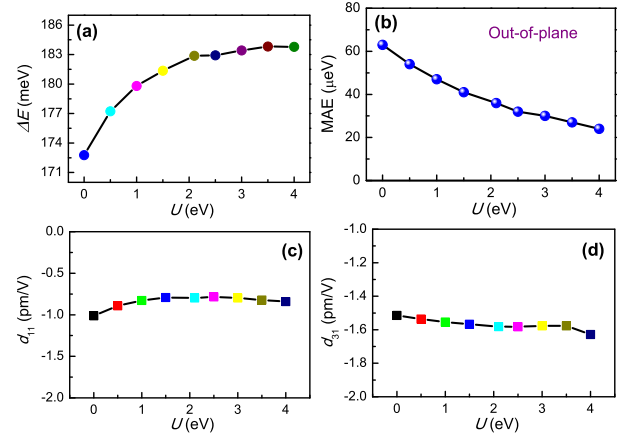 (a)
186
183
180
177
174
171
ΔE (meV)
0 1 2 3 4
U (eV)
(b)
Out-of-plane
80
60
40
20
0
MAE (μeV)
0 1 2 3 4
U (eV)
(c)
0.0
-0.5
-1.0
-1.5
-2.0
d11 (pm/V)
0 1 2 3 4
U (eV)
(d)
-1.0
-1.2
-1.4
-1.6
-1.8
-2.0
d31 (pm/V)
0 1 2 3 4
U (eV)